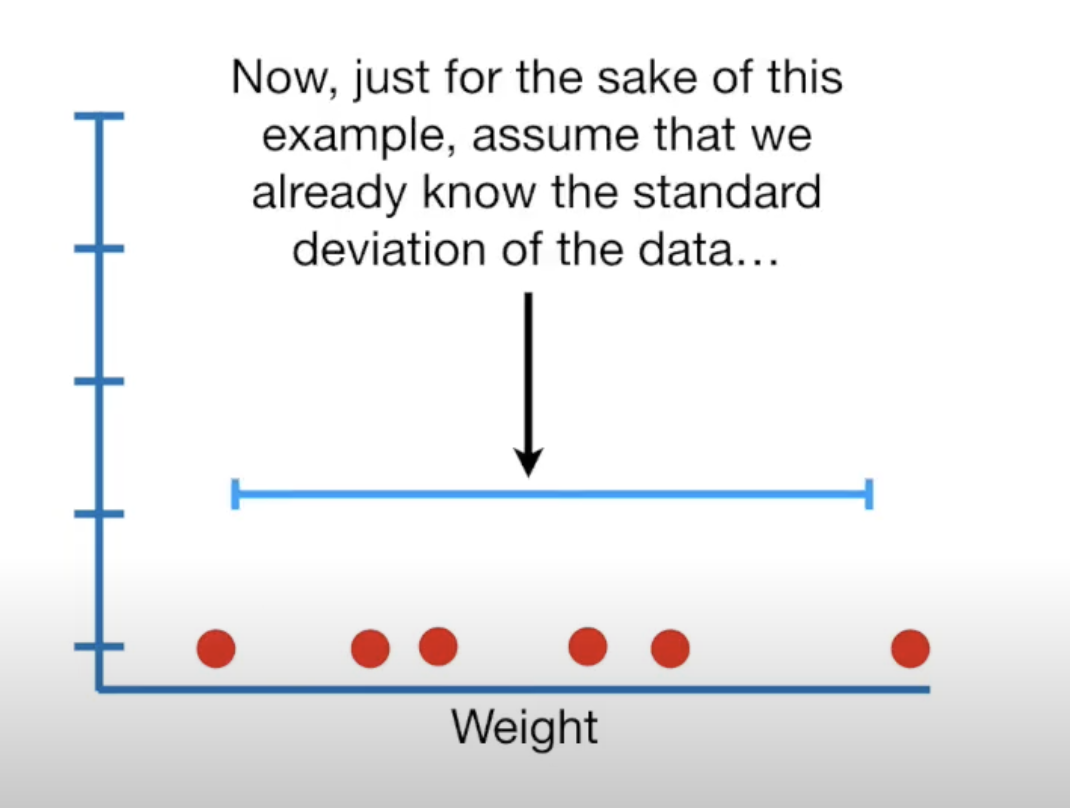 Now, just for the sake of this
example, assume that we
already know the standard
deviation of the data…
Weight